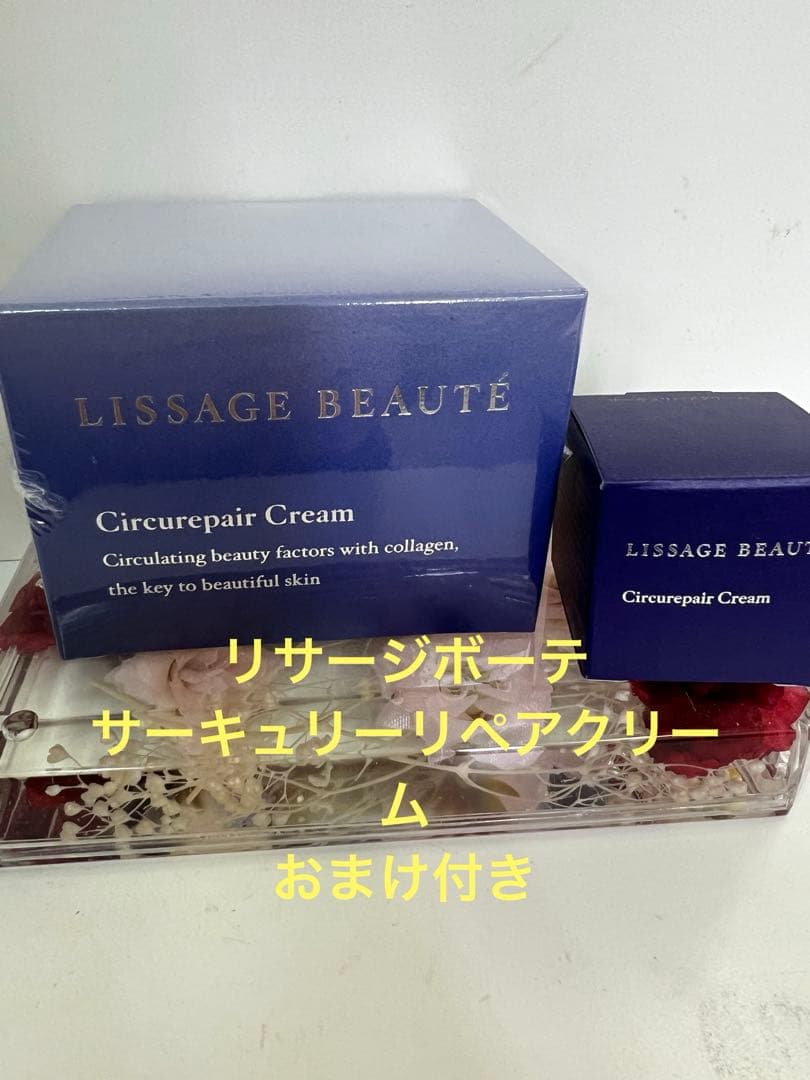 LISSAGE BEAUTÉ
Circurepair Cream
Circulating beauty factors with collagen,
the key to beautiful skin
LISSAGE BEAUT
Circurepair Cream
リサージボーテ
サーキュリーリペアクリー
ム
おまけ付き